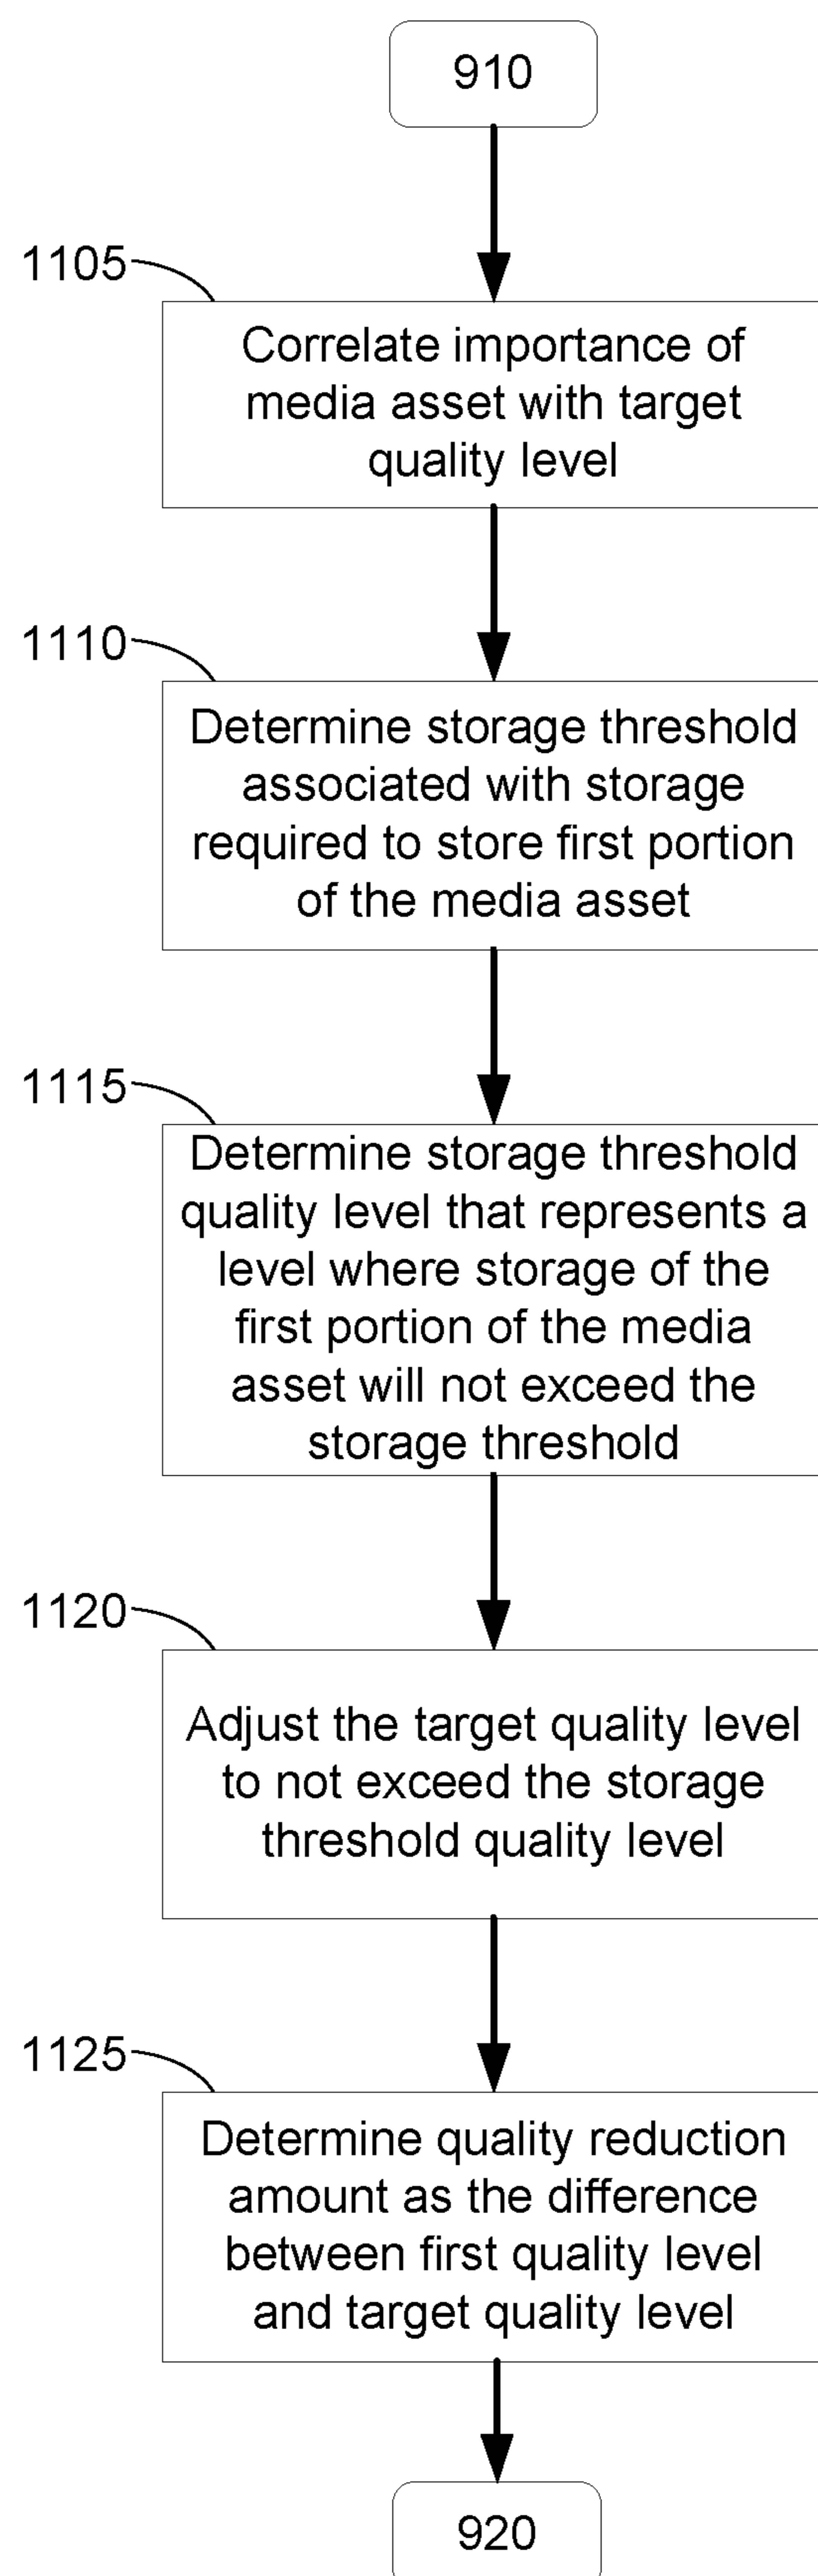 910
1105
Correlate importance of
media asset with target
quality level
1110
Determine storage threshold
associated with storage
required to store first portion
of the media asset
1115
Determine storage threshold
quality level that represents a
level where storage of the
first portion of the media
asset will not exceed the
storage threshold
1120
Adjust the target quality level
to not exceed the storage
threshold quality level
1125
Determine quality reduction
amount as the difference
between first quality level
and target quality level
920